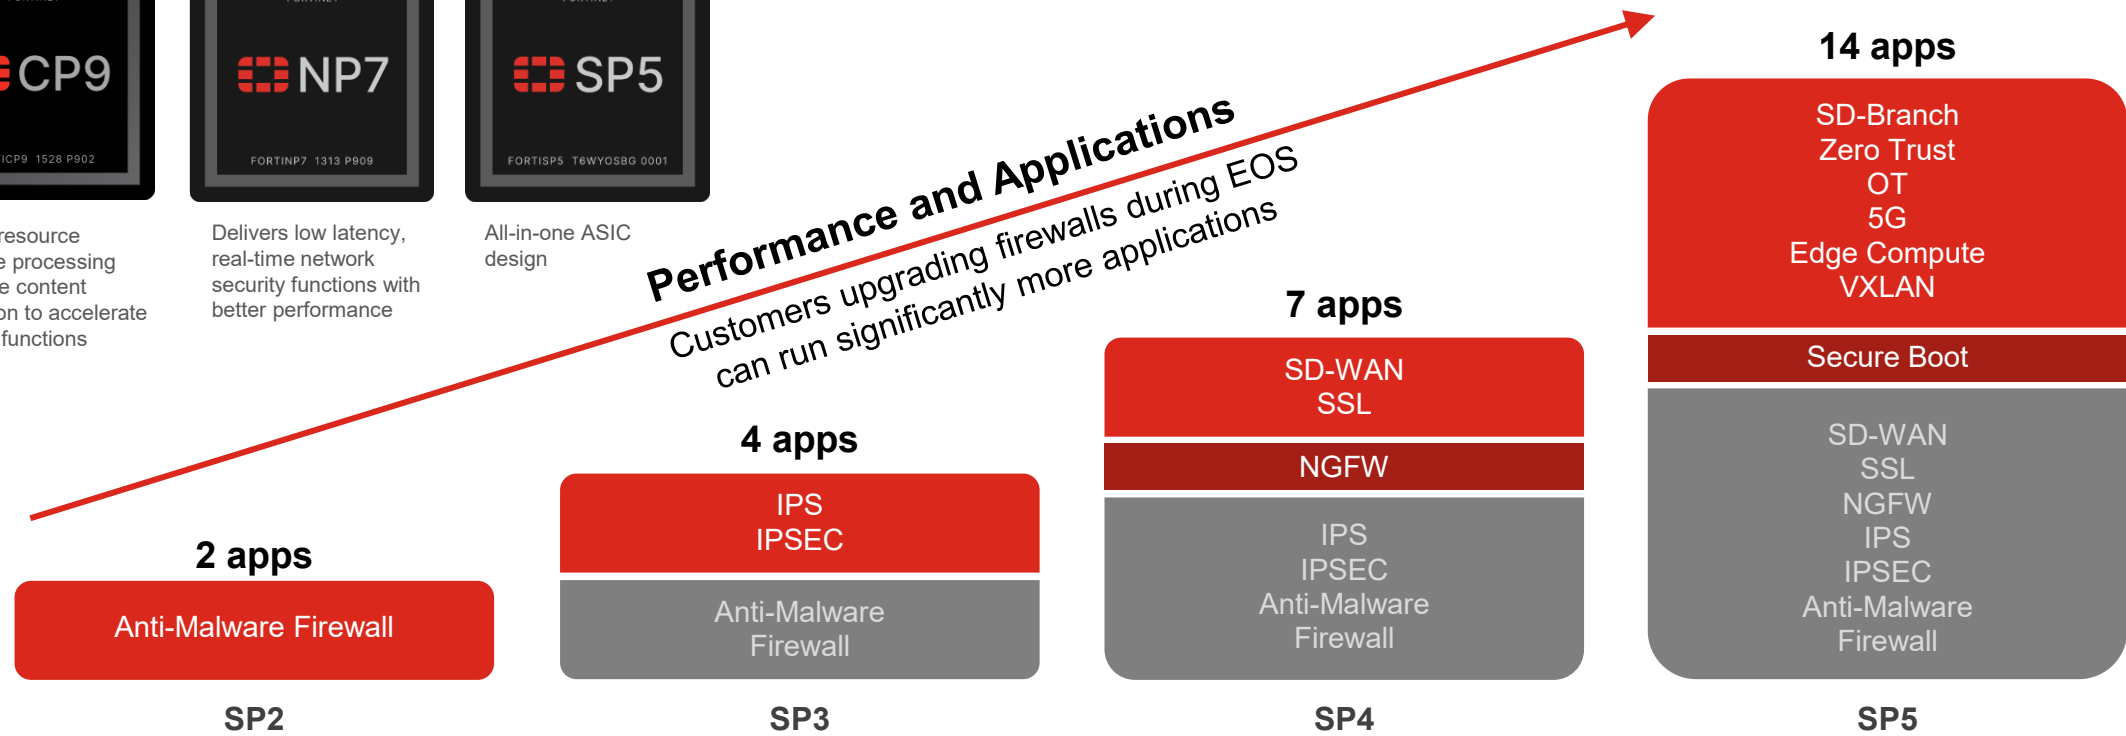 CP9
NP7
SP5
1528 P902
FORTINP7 1313 P909
FORTISP5 T6WYOSBG 0001
resource
processing
content
to accelerate
functions
Delivers low latency,
real-time network
security functions with
better performance
All-in-one ASIC
design
Performance and Applications
Customers upgrading firewalls during EOS
can run significantly more applications
2 apps
Anti-Malware Firewall
SP2
4 apps
IPS
IPSEC
Anti-Malware
Firewall
SP3
7 apps
SD-WAN
SSL
NGFW
IPS
IPSEC
Anti-Malware
Firewall
SP4
14 apps
SD-Branch
Zero Trust
OT
5G
Edge Compute
VXLAN
Secure Boot
SD-WAN
SSL
NGFW
IPS
IPSEC
Anti-Malware
Firewall
SP5